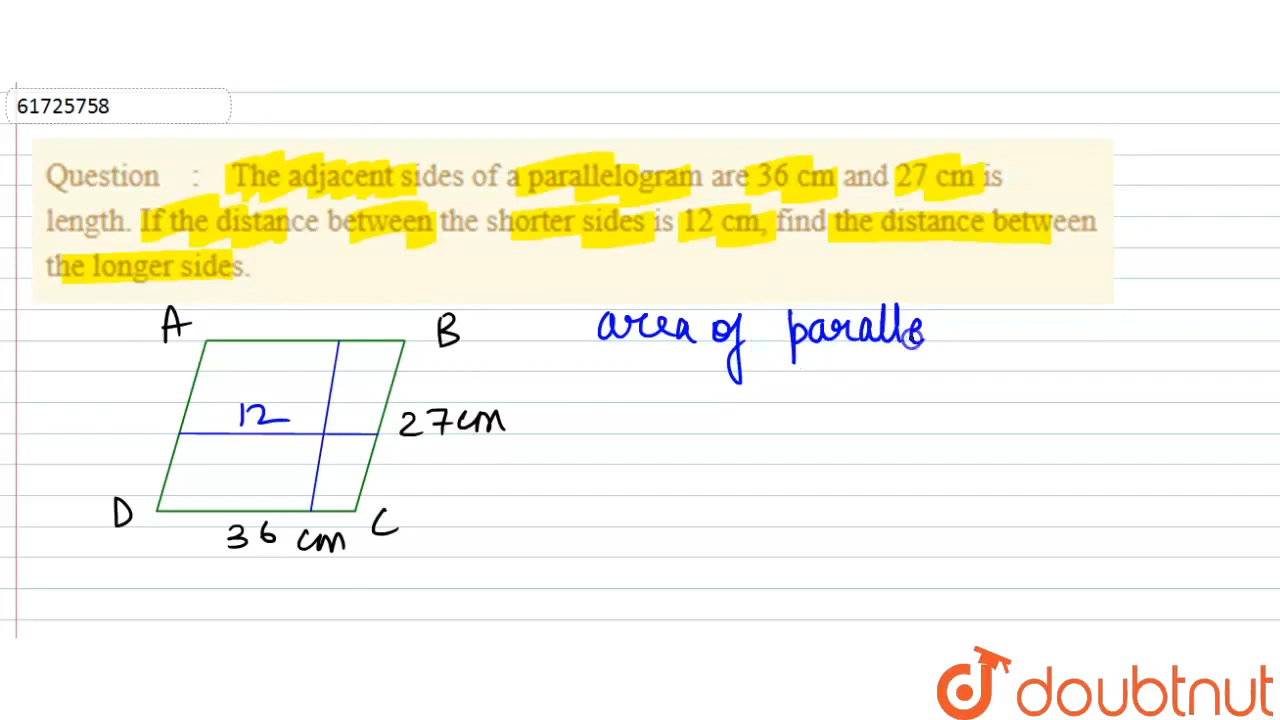 61725758
Question : The adjacent sides of a parallelogram are 36 cm and 27 cm is
length. If the distance between the shorter sides is 12 cm, find the distance between
the longer sides.
A
B
area of paralle
12
27cm
D
C
36 cm
doubtnut